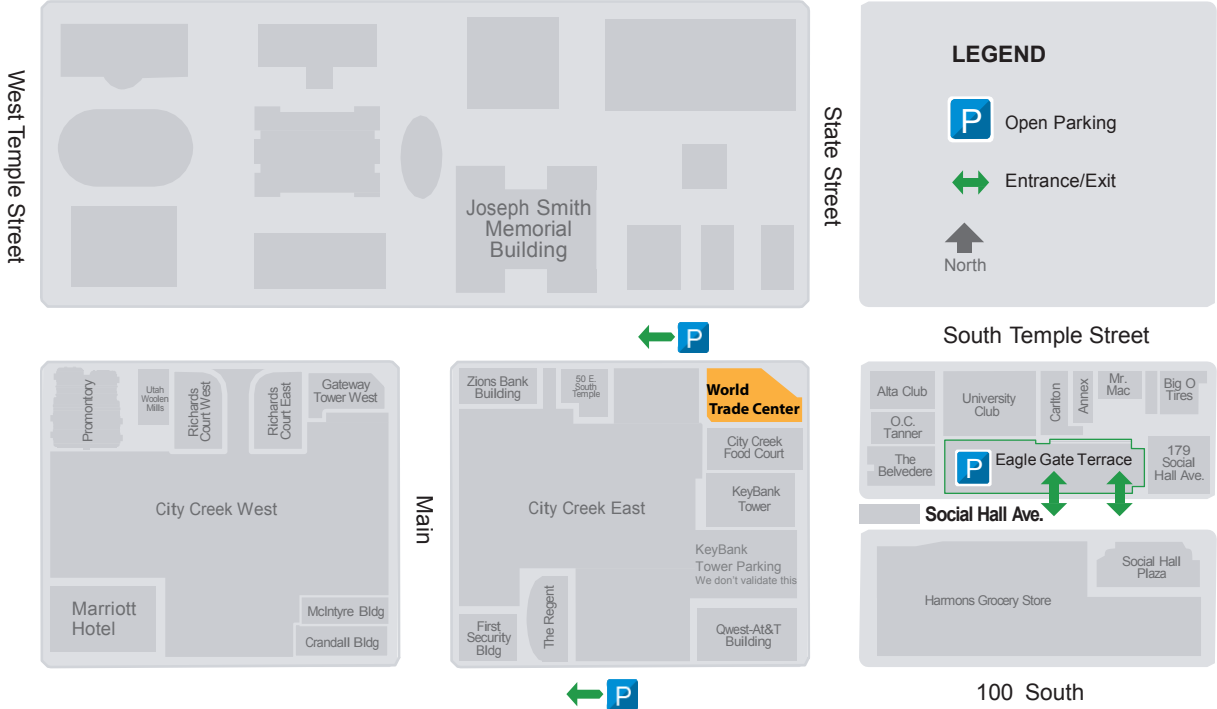 West Temple Street
Joseph Smith
Memorial
Building
State Street
LEGEND
P
Open Parking
Entrance/Exit
North
P
South Temple Street
Promontory
Utah
Woolen
Mills
Richards
Court West
Richards
Court East
Gateway
Tower West
City Creek West
Marriott
Hotel
McIntyre Bldg
Crandall Bldg
Main
Zions Bank
Building
50 E.
South
Temple
World
Trade Center
City Creek
Food Court
City Creek East
KeyBank
Tower
KeyBank
Tower Parking
We don't validate this
First
Security
Bldg
The Regent
Qwest-At&T
Building
P
Alta Club
O.C.
Tanner
The
Belvedere
University
Club
Carlton
Annex
Mr.
Mac
Big O
Tires
P
Eagle Gate Terrace
179
Social
Hall Ave.
Social Hall Ave.
Social Hall
Plaza
Harmons Grocery Store
100 South